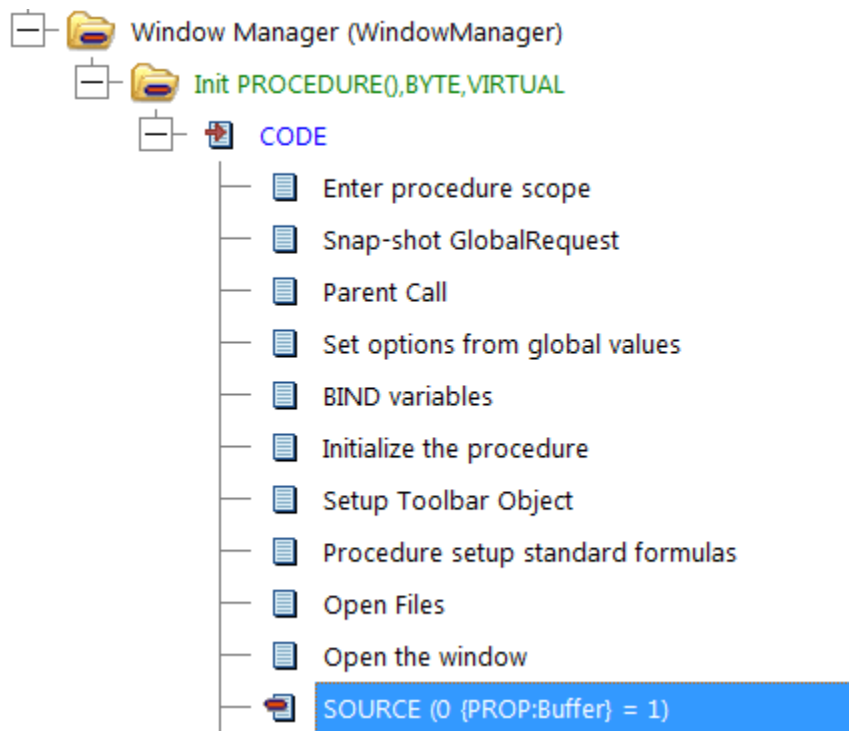 Window Manager (WindowManager)
Init PROCEDURE(),BYTE,VIRTUAL
CODE
Enter procedure scope
Snap-shot GlobalRequest
Parent Call
Set options from global values
BIND variables
Initialize the procedure
Setup Toolbar Object
Procedure setup standard formulas
Open Files
Open the window
SOURCE (0 {PROP:Buffer} = 1)